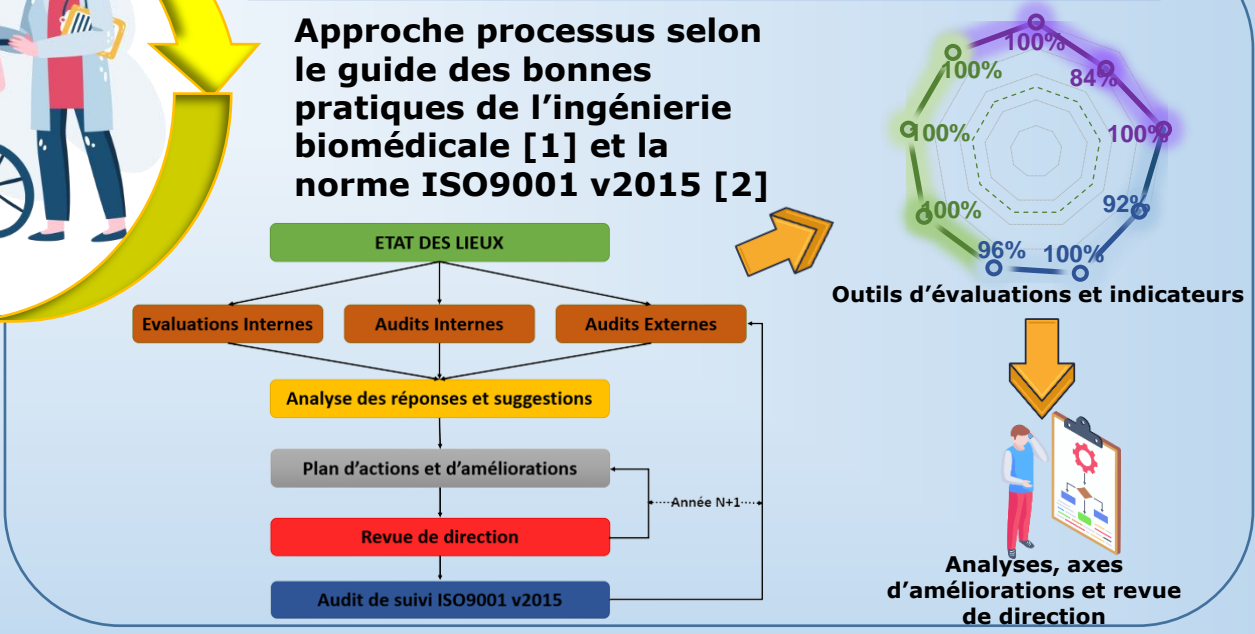 Approche processus selon
le guide des bonnes
pratiques de l’ingénierie
biomédicale [1] et la
norme ISO9001 v2015 [2]
ETAT DES LIEUX
Evaluations Internes
Audits Internes
Audits Externes
Analyse des réponses et suggestions
Plan d’actions et d’améliorations
Année N+1
Revue de direction
Audit de suivi ISO9001 v2015
100%
84%
100%
92%
100%
96%
100%
100%
100%
Outils d’évaluations et indicateurs
Analyses, axes
d’améliorations et revue
de direction